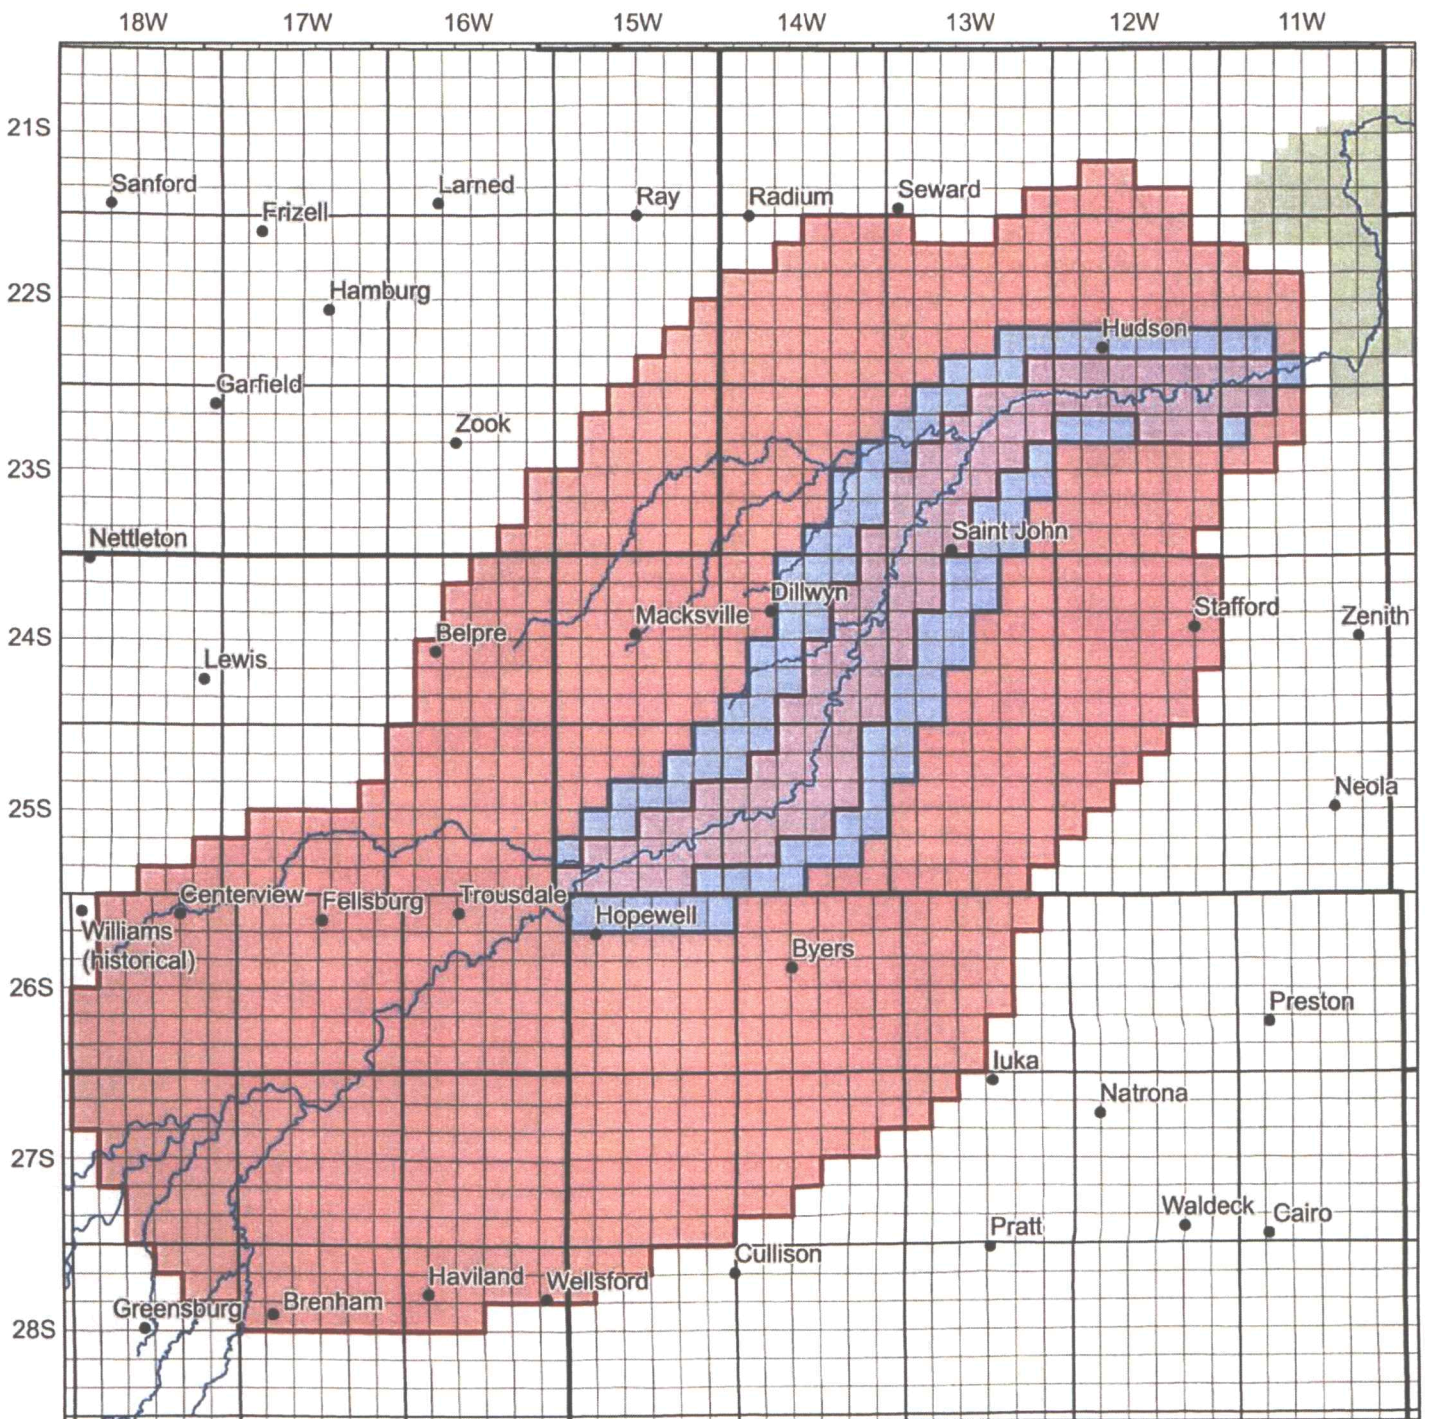 18W 17W 16W 15W 14W 13W 12W 11W
21S
Sanford
Larned
Ray
Radium
Seward
Frizell
22S
Hamburg
Hudson
Garfield
Zook
23S
Nettleton
Saint John
Dillwyn
Macksville
Stafford
Zenith
24S
Belpre
Lewis
25S
Neola
Centerview
Fellsburg
Trousdale
Hopewell
Williams
(historical)
Byers
26S
Preston
Iuka
Natrona
27S
Waldeck
Cairo
Pratt
Cullison
Haviland
Wellsford
Greensburg
Brenham
28S